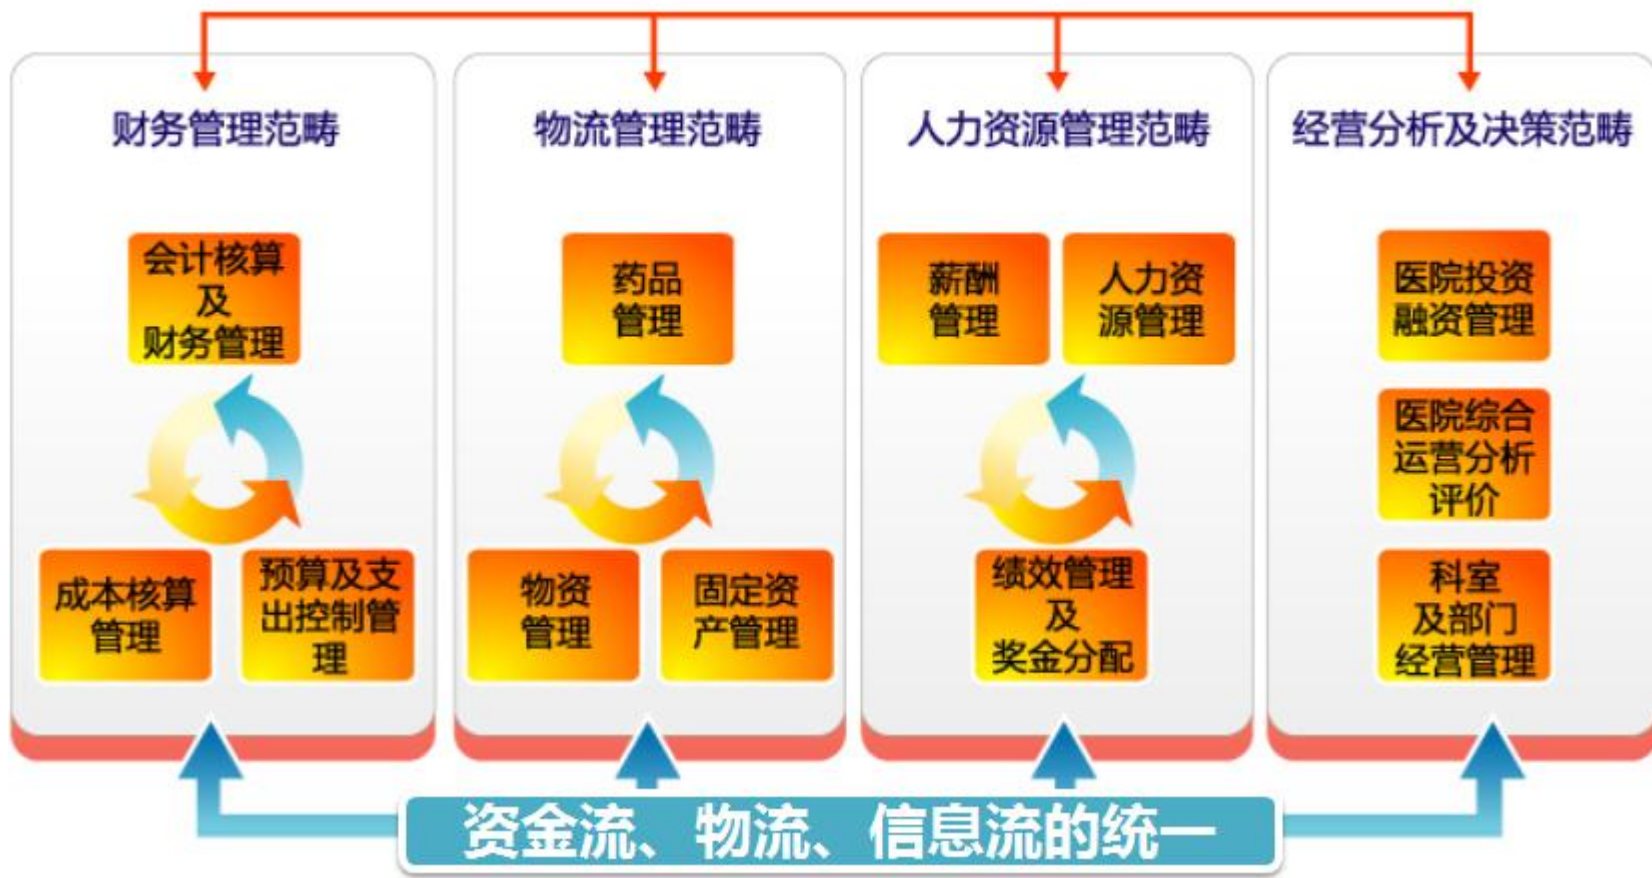 财务管理范畴
会计核算
及
财务管理
成本核算
管理
预算及支
出控制管
理
物流管理范畴
药品
管理
物资
管理
固定资
产管理
人力资源管理范畴
薪酬
管理
人力资
源管理
绩效管理
及
奖金分配
经营分析及决策范畴
医院投资
融资管理
医院综合
运营分析
评价
科室
及部门
经营管理
资金流、物流、信息流的统一